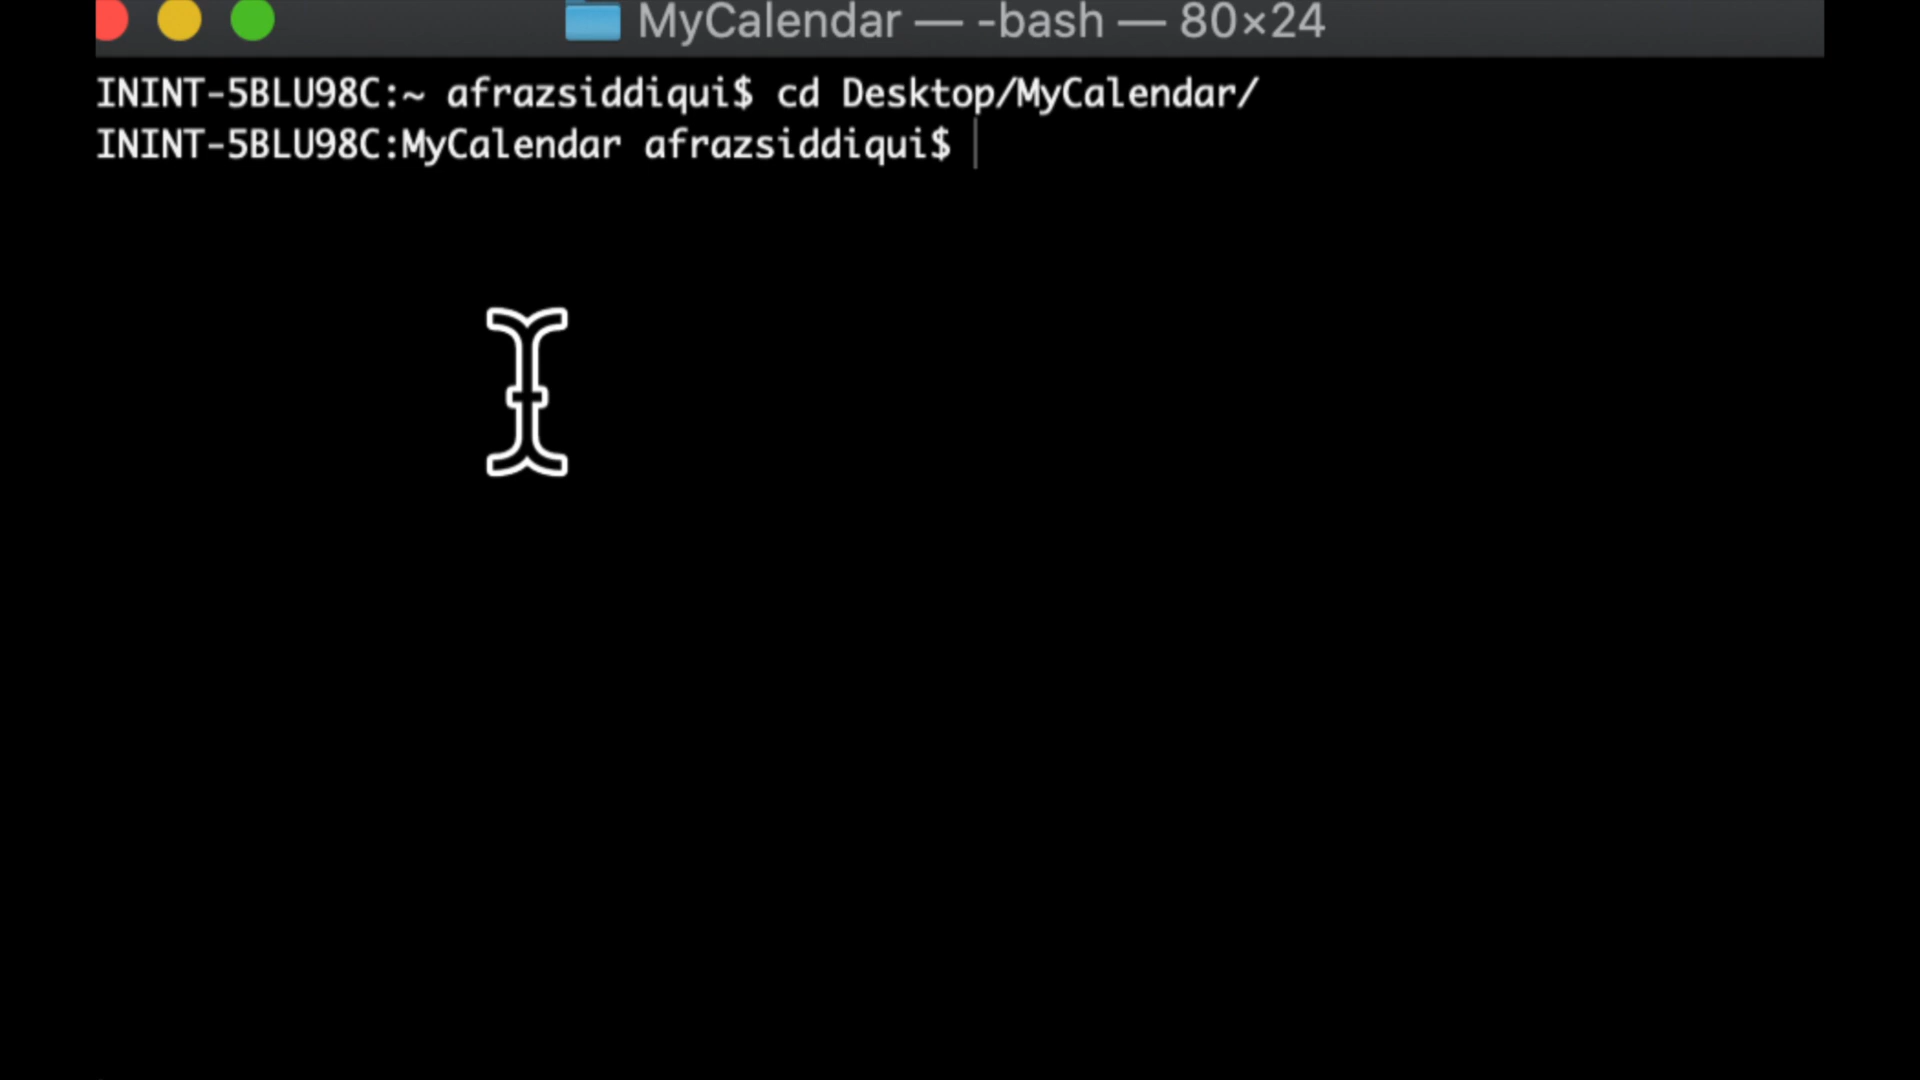 MyCalendar — -bash — 80×24
ININT-5BLU98C:~ afrazsiddiqui$ cd Desktop/MyCalendar/
ININT-5BLU98C:MyCalendar afrazsiddiqui$